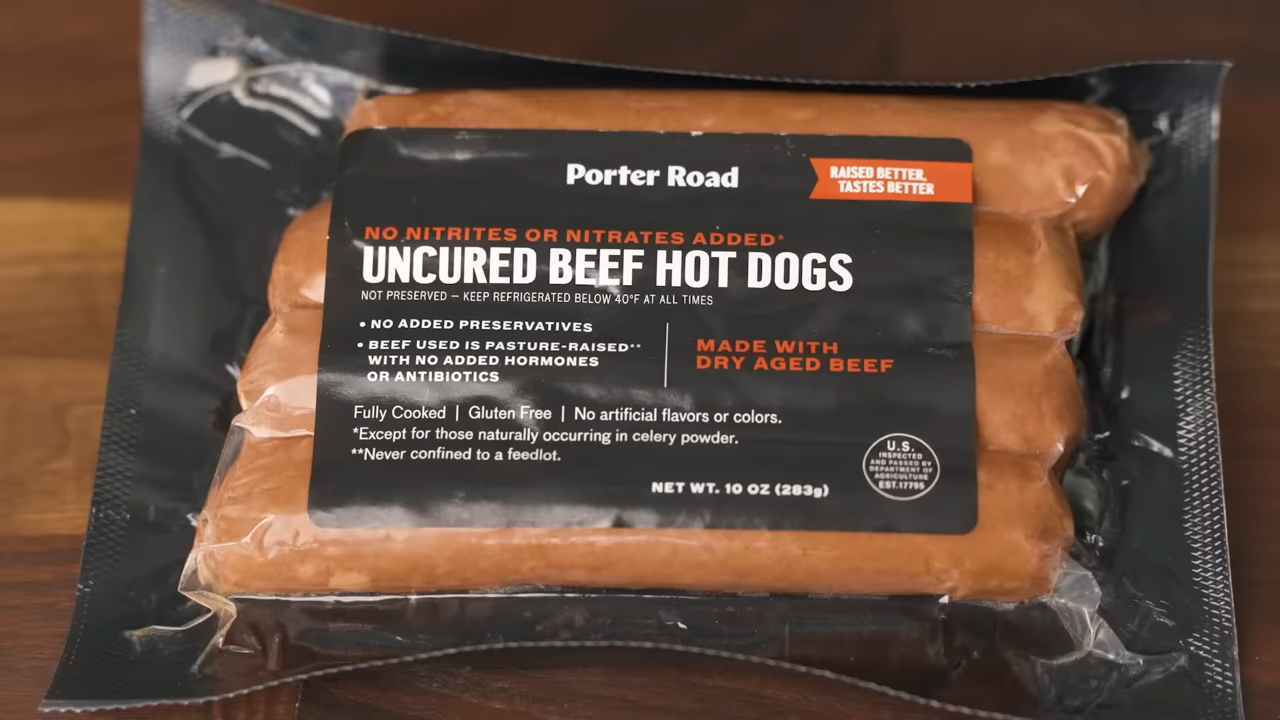 Porter Road
RAISED BETTER,
TASTES BETTER
NO NITRITES OR NITRATES ADDED*
UNCURED BEEF HOT DOGS
NOT PRESERVED – KEEP REFRIGERATED BELOW 40°F AT ALL TIMES
• NO ADDED PRESERVATIVES
• BEEF USED IS PASTURE-RAISED**
WITH NO ADDED HORMONES
OR ANTIBIOTICS
MADE WITH
DRY AGED BEEF
Fully Cooked | Gluten Free | No artificial flavors or colors.
*Except for those naturally occurring in celery powder.
**Never confined to a feedlot.
U.S.
INSPECTED
AND PASSED BY
DEPARTMENT OF
AGRICULTURE
EST.17795
NET WT. 10 OZ (283g)